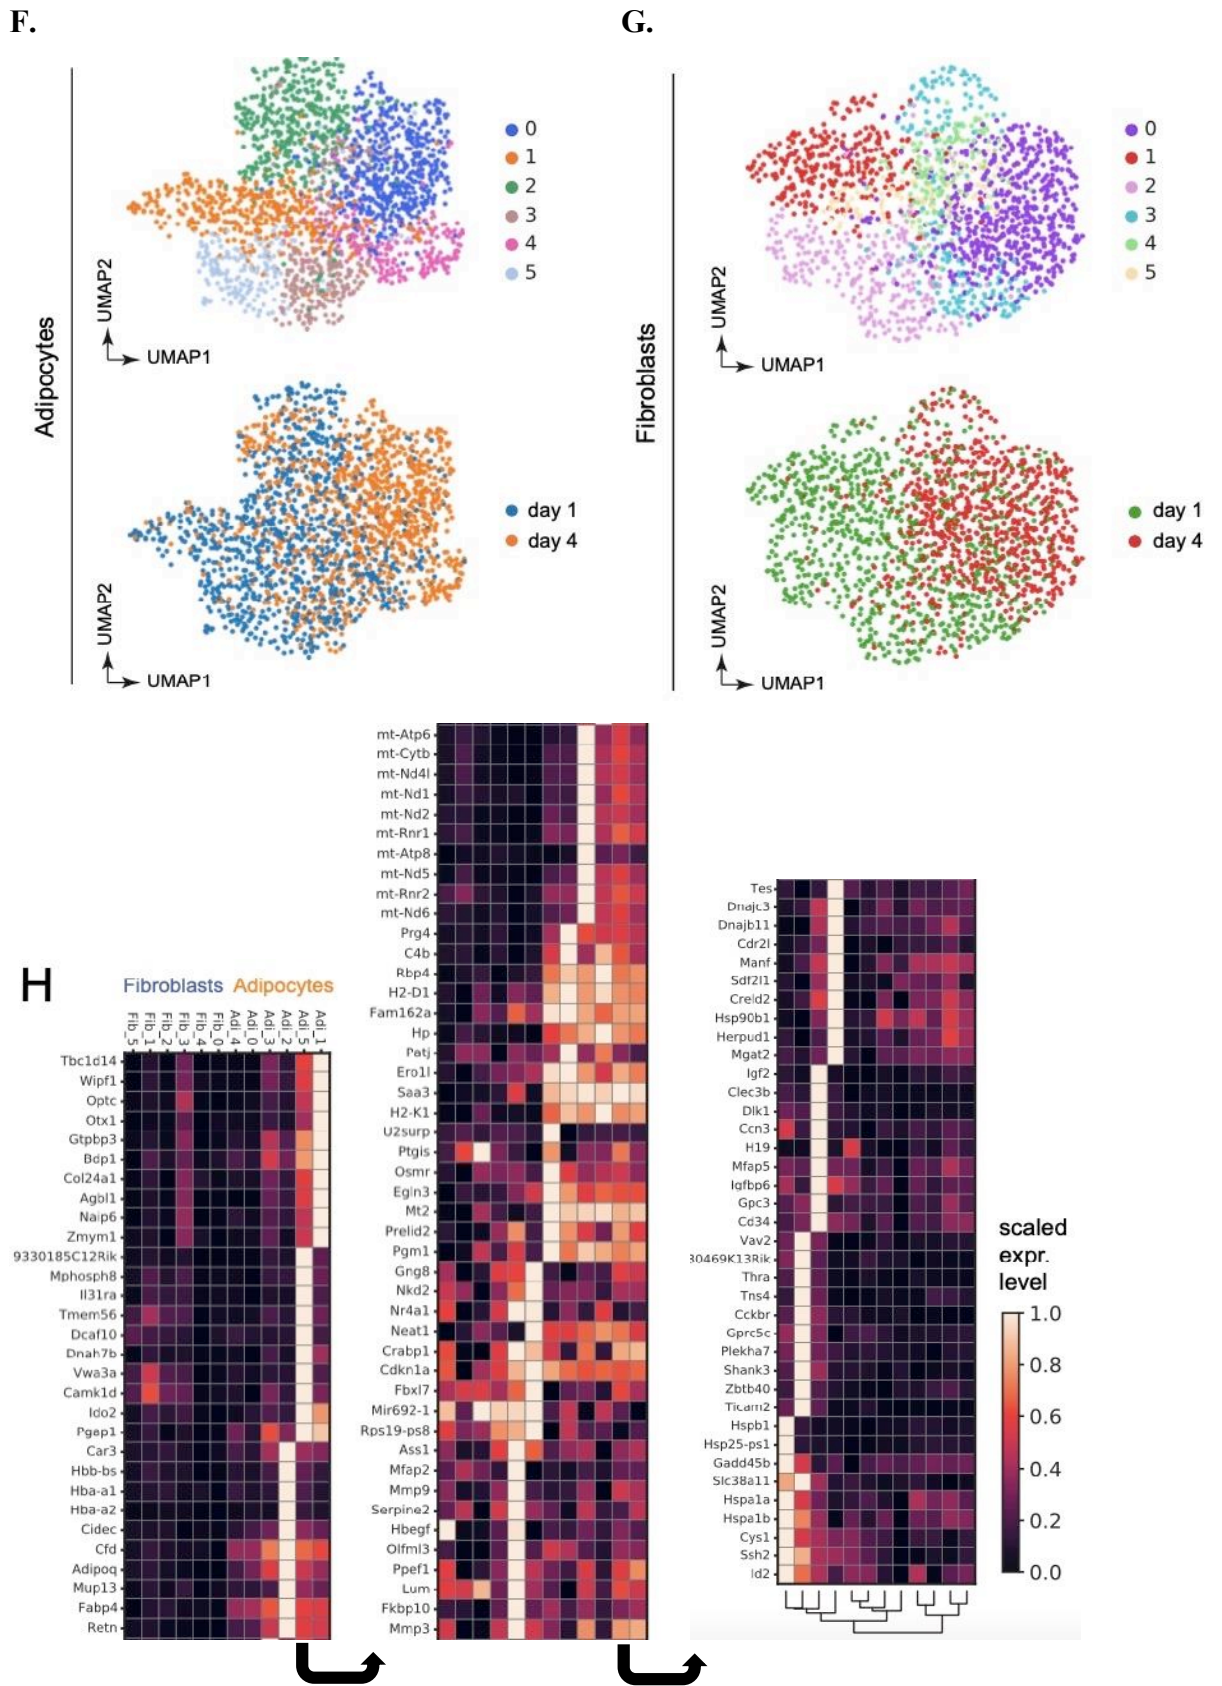 F.
G.
0
1
2
3
4
5
0
1
2
3
4
5
Adipocytes
UMAP2
UMAP1
Fibroblasts
UMAP2
UMAP1
day 1
day 4
UMAP2
UMAP1
day 1
day 4
UMAP2
UMAP1
H
Fibroblasts Adipocytes
Fib_5
Fib_1
Fib_2
Fib_3
Fib_4
Fib_0
Adi_4
Adi_0
Adi_3
Adi_2
Adi_5
Adi_1
Tbc1d14
Wipf1
Optc
Otx1
Gtpbp3
Bdp1
Col24a1
Agbl1
Naip6
Zmym1
9330185C12Rik
Mphosph8
Il31ra
Tmem56
Dcaf10
Dnah7b
Vwa3a
Camk1d
Ido2
Pgap1
Car3
Hbb-bs
Hba-a1
Hba-a2
Cidec
Cfd
Adipoq
Mup13
Fabp4
Retn
mt-Atp6
mt-Cytb
mt-Nd4l
mt-Nd1
mt-Nd2
mt-Rnr1
mt-Atp8
mt-Nd5
mt-Rnr2
mt-Nd6
Prg4
C4b
Rbp4
H2-D1
Fam162a
Hp
Patj
Ero1l
Saa3
H2-K1
U2surp
Ptgis
Osmr
Egln3
Mt2
Prelid2
Pgm1
Gng8
Nkd2
Nr4a1
Neat1
Crabp1
Cdkn1a
Fbxl7
Mir692-1
Rps19-ps8
Ass1
Mfap2
Mmp9
Serpine2
Hbegf
Olfml3
Ppef1
Lum
Fkbp10
Mmp3
Tes
Dnajc3
Dnajb11
Cdr2l
Manf
Sdf2l1
Creld2
Hsp90b1
Herpud1
Mgat2
Igf2
Clec3b
Dlk1
Ccn3
H19
Mfap5
Igfbp6
Gpc3
Cd34
Vav2
30469K13Rik
Thra
Tns4
Cckbr
Gprc5c
Plekha7
Shank3
Zbtb40
Ticam2
Hspb1
Hsp25-ps1
Gadd45b
Slc38a11
Hspa1a
Hspa1b
Cys1
Ssh2
Id2
scaled
expr.
level
1.0
0.8
0.6
0.4
0.2
0.0